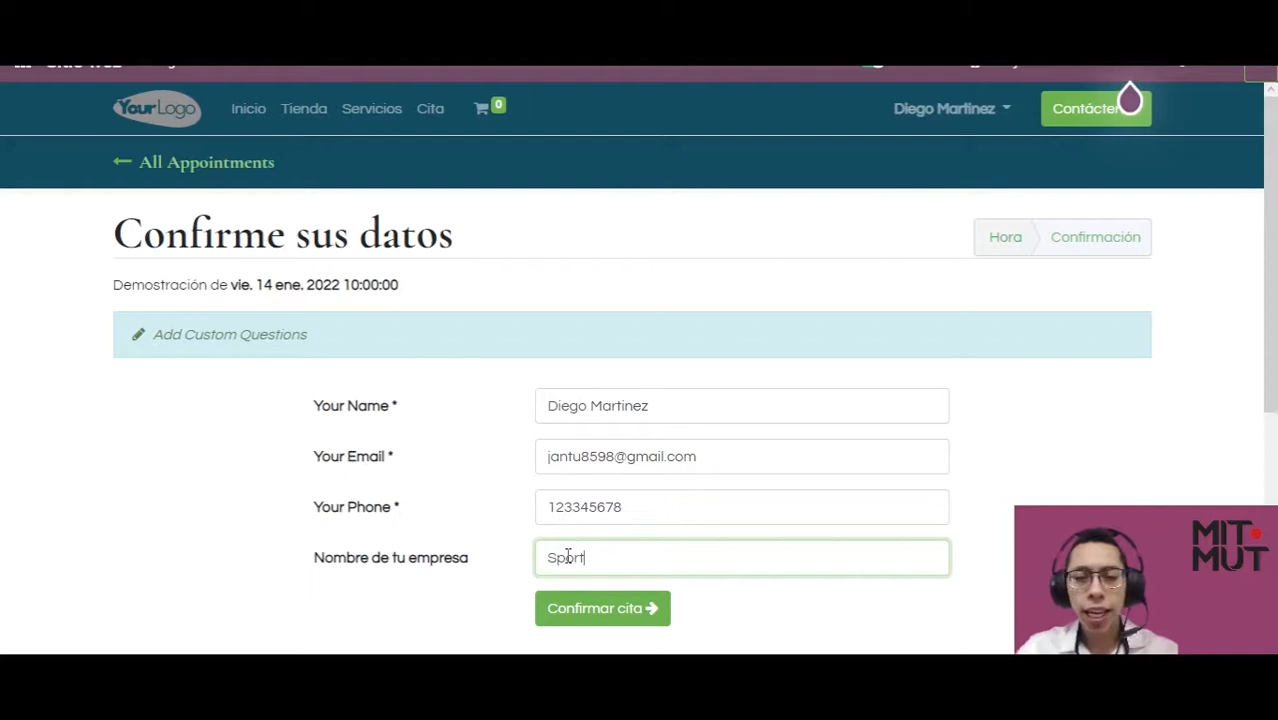 YourLogo
Inicio
Tienda
Servicios
Cita
0
Diego Martinez
Contácter
All Appointments
Confirme sus datos
Hora
Confirmación
Demostración de vie. 14 ene. 2022 10:00:00
Add Custom Questions
Your Name *
Diego Martinez
Your Email *
jantu8598@gmail.com
Your Phone *
123345678
Nombre de tu empresa
Sport
Confirmar cita
MIT
MUT